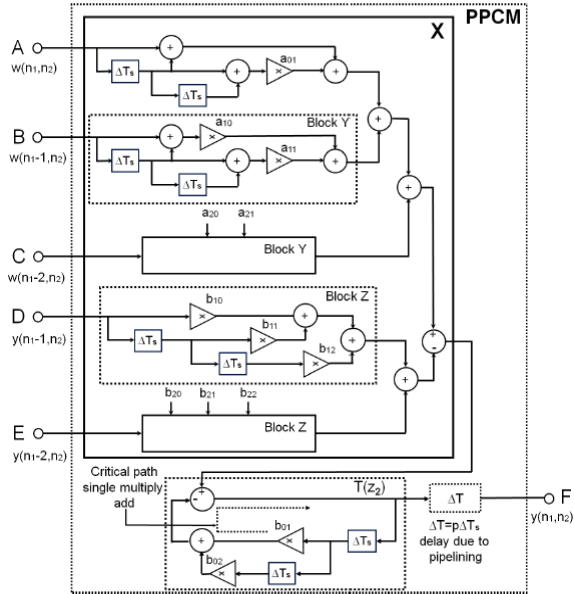 PPCM
X
A
w(n₁,n₂)
+
+
ΔTs
+
×
a₀₁
+
ΔTs
+
B
w(n₁-1,n₂)
Block Y
+
×
a₁₀
ΔTs
+
×
a₁₁
+
ΔTs
+
C
w(n₁-2,n₂)
a₂₀ a₂₁
Block Y
D
y(n₁-1,n₂)
Block Z
×
b₁₀
+
ΔTs
×
b₁₁
+
ΔTs
×
b₁₂
+
-
+
E
y(n₁-2,n₂)
b₂₀ b₂₁ b₂₂
Block Z
Critical path
single multiply
add
T(z₂)
+
-
ΔT
F
y(n₁,n₂)
ΔT=pΔTs
delay due to
pipelining
+
b₀₁
×
ΔTs
b₀₂
×
ΔTs